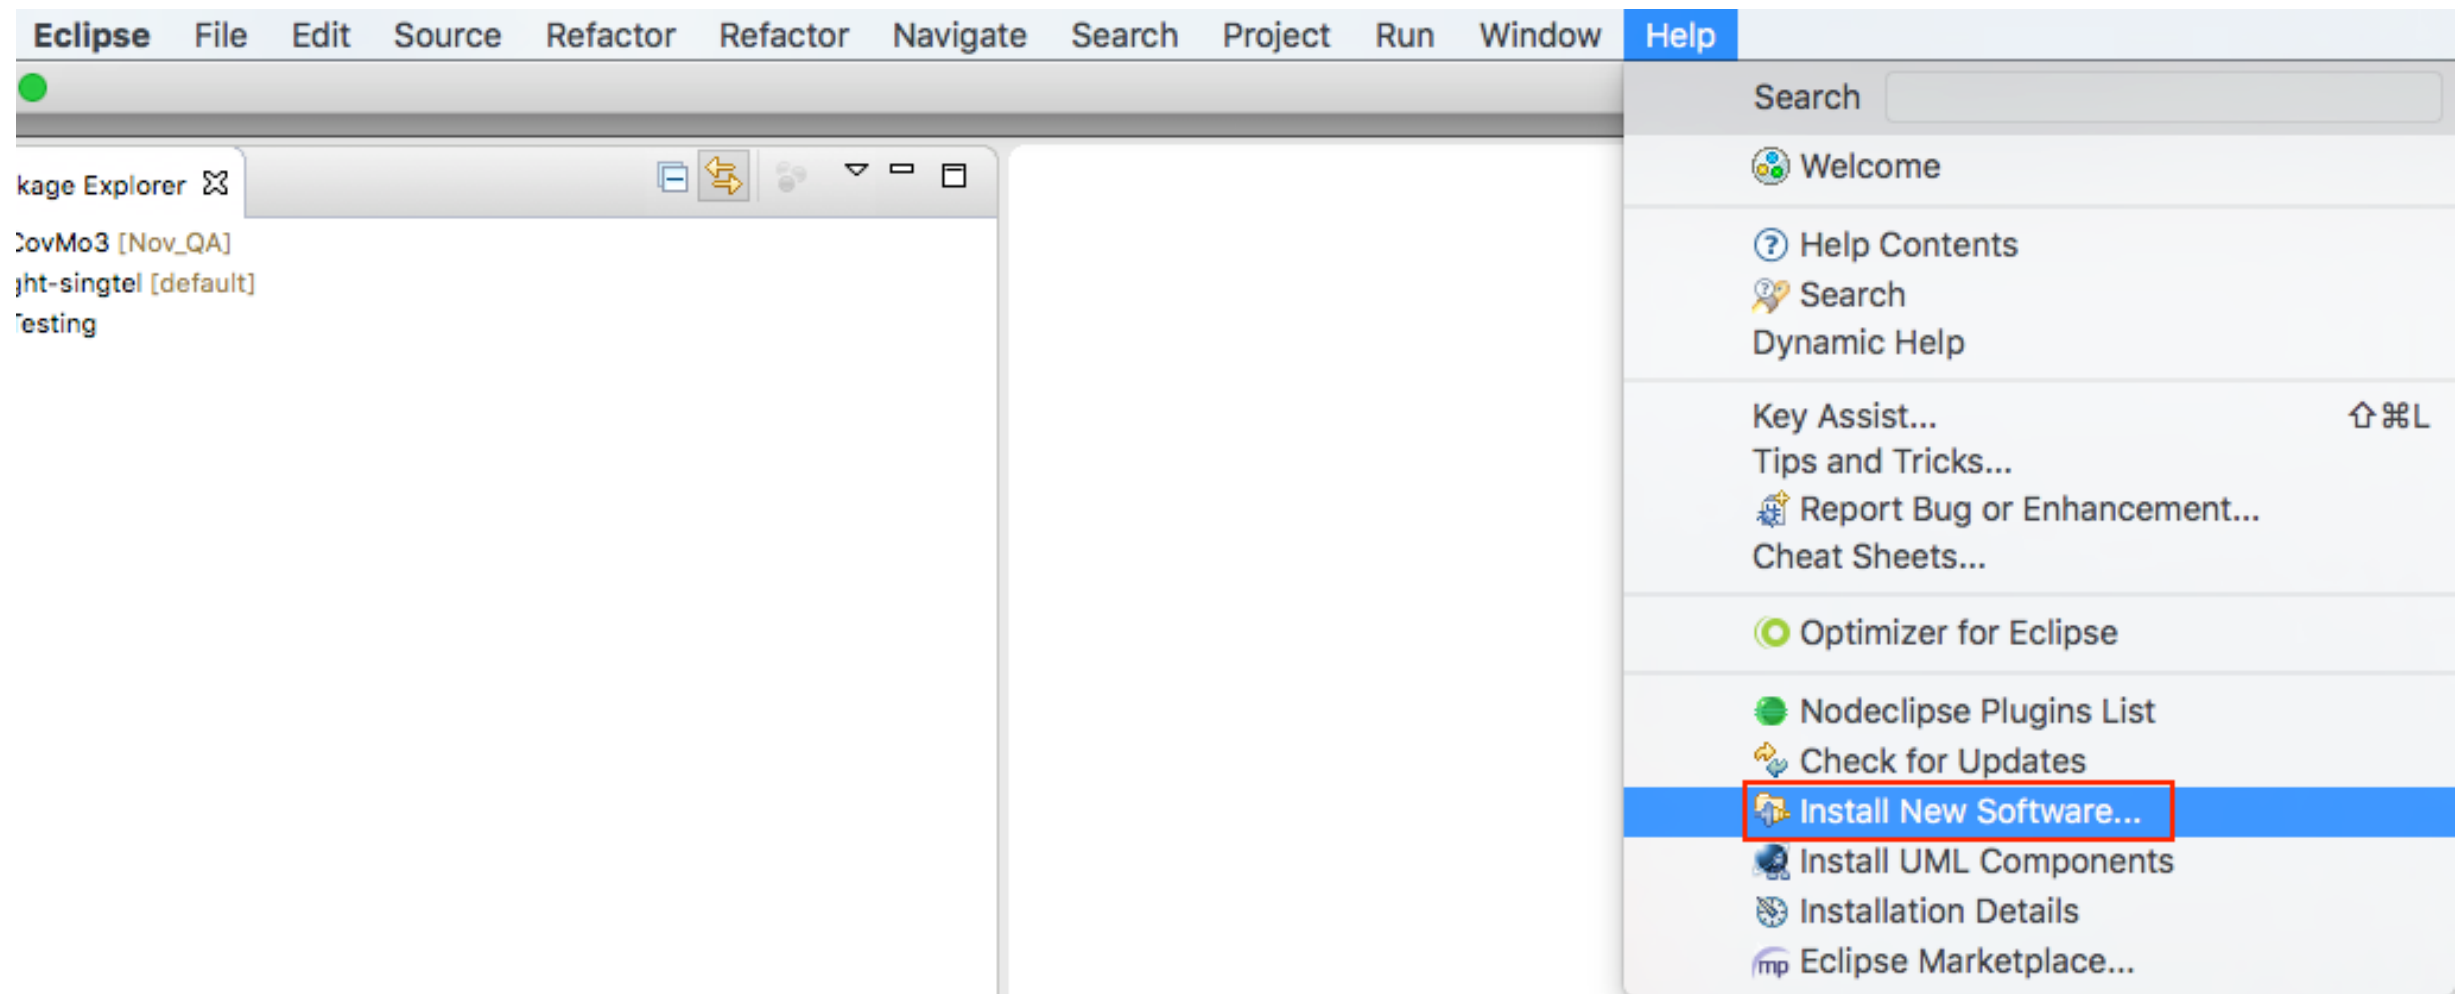 Eclipse File Edit Source Refactor Refactor Navigate Search Project Run Window Help
kage Explorer
CovMo3 [Nov_QA]
ght-singtel [default]
Testing
Search
Welcome
? Help Contents
Search
Dynamic Help
Key Assist... ⇧⌘L
Tips and Tricks...
Report Bug or Enhancement...
Cheat Sheets...
Optimizer for Eclipse
Nodeclipse Plugins List
Check for Updates
Install New Software...
Install UML Components
Installation Details
mp Eclipse Marketplace...